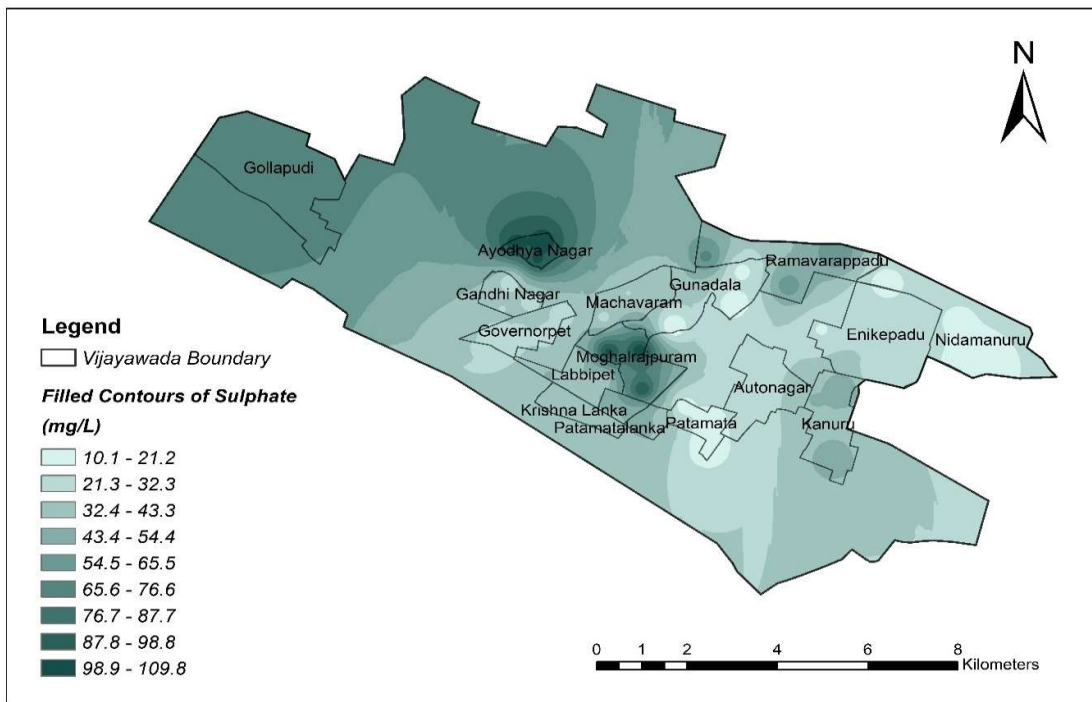 N
Gollapudi
Ayodhya Nagar
Ramavarappadu
Gunadala
Gandhi Nagar
Machavaram
Governorpet
Enikepadu
Nidamanuru
Moghalrajpuram
Labbipet
Autonagar
Krishna Lanka
Patamata
Kanuru
Patamatalanka
Legend
Vijayawada Boundary
Filled Contours of Sulphate
(mg/L)
10.1 - 21.2
21.3 - 32.3
32.4 - 43.3
43.4 - 54.4
54.5 - 65.5
65.6 - 76.6
76.7 - 87.7
87.8 - 98.8
98.9 - 109.8
0 1 2 4 6 8
Kilometers